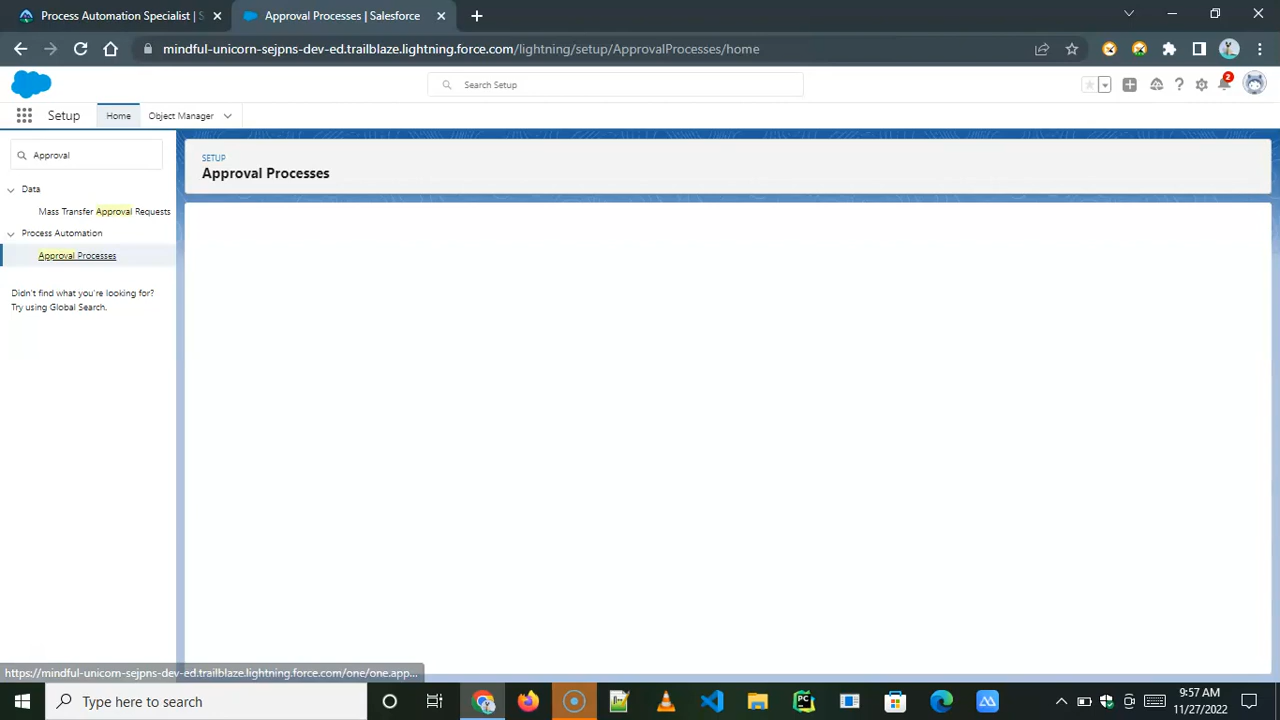 Process Automation Specialist | S
Approval Processes | Salesforce
mindful-unicorn-sejpns-dev-ed.trailblaze.lightning.force.com/lightning/setup/ApprovalProcesses/home
Search Setup
2
Setup
Home
Object Manager
Approval
SETUP
Approval Processes
Data
Mass Transfer Approval Requests
Process Automation
Approval Processes
Didn't find what you're looking for?
Try using Global Search.
https://mindful-unicorn-sejpns-dev-ed.trailblaze.lightning.force.com/one/one.app...
Type here to search
9:57 AM
11/27/2022